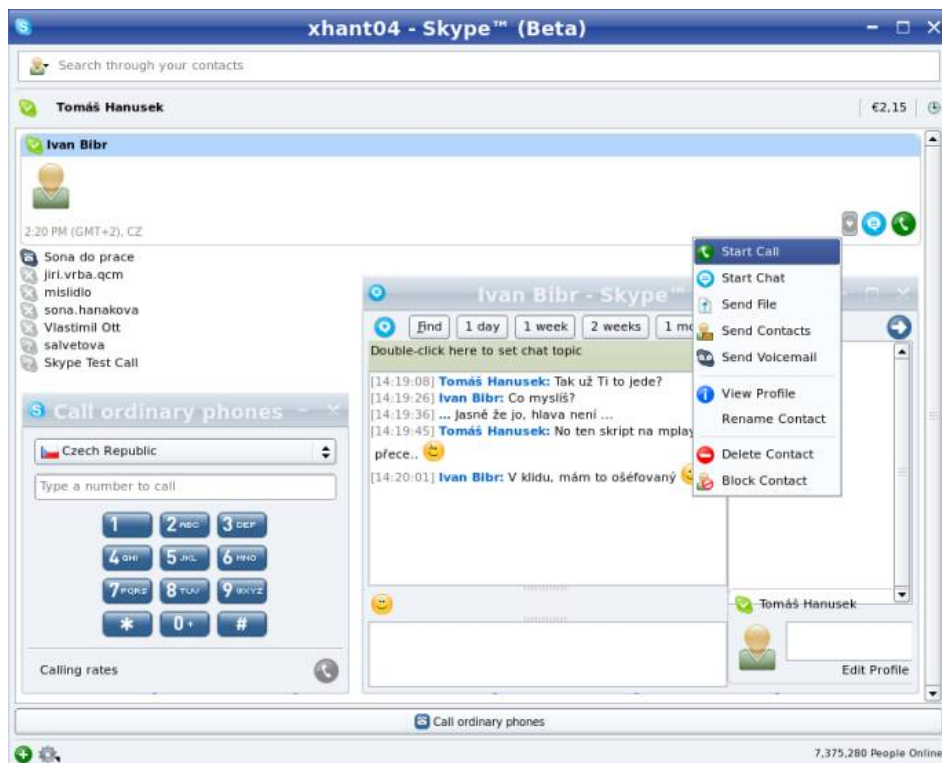 xhant04 - Skype™ (Beta)
Search through your contacts
Tomáš Hanusek
€2,15
Ivan Bibr
2:20 PM (GMT+2), CZ
Sona do prace
jiri.vrba.qcm
mislidlo
sona.hanakova
Vlastimil Ott
salvetova
Skype Test Call
Start Call
Start Chat
Send File
Send Contacts
Send Voicemail
View Profile
Rename Contact
Delete Contact
Block Contact
Ivan Bibr - Skype™
Find 1 day 1 week 2 weeks 1 mo
Double-click here to set chat topic
[14:19:08] Tomáš Hanusek: Tak už Ti to jede?
[14:19:26] Ivan Bibr: Co myslíš?
[14:19:36] ... Jasně že jo, hlava není ...
[14:19:45] Tomáš Hanusek: No ten skript na mplay
přece..
[14:20:01] Ivan Bibr: V klidu, mám to ošéfovaný
Tomáš Hanusek
Edit Profile
Call ordinary phones
Czech Republic
Type a number to call
1 2 ABC 3 DEF
4 GHI 5 JKL 6 MNO
7 PQRS 8 TUV 9 WXYZ
* 0 + #
Calling rates
Call ordinary phones
7,375,280 People Online